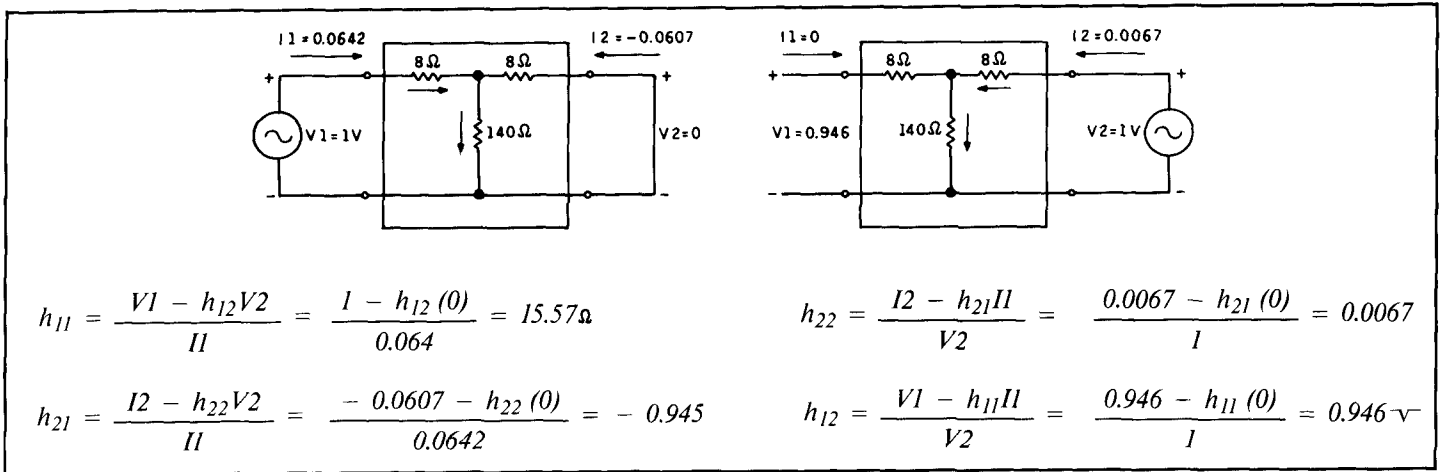 I1=0.0642 I2=-0.0607 I1=0 I2=0.0067
8Ω 8Ω 8Ω 8Ω
+ + + +
V1=1V 140Ω V2=0 V1=0.946 140Ω V2=1V
- - - -
h11 = (V1 - h12V2) / I1 = (1 - h12 (0)) / 0.064 = 15.57Ω h22 = (I2 - h21I1) / V2 = (0.0067 - h21 (0)) / 1 = 0.0067
h21 = (I2 - h22V2) / I1 = (- 0.0607 - h22 (0)) / 0.0642 = - 0.945 h12 = (V1 - h11I1) / V2 = (0.946 - h11 (0)) / 1 = 0.946